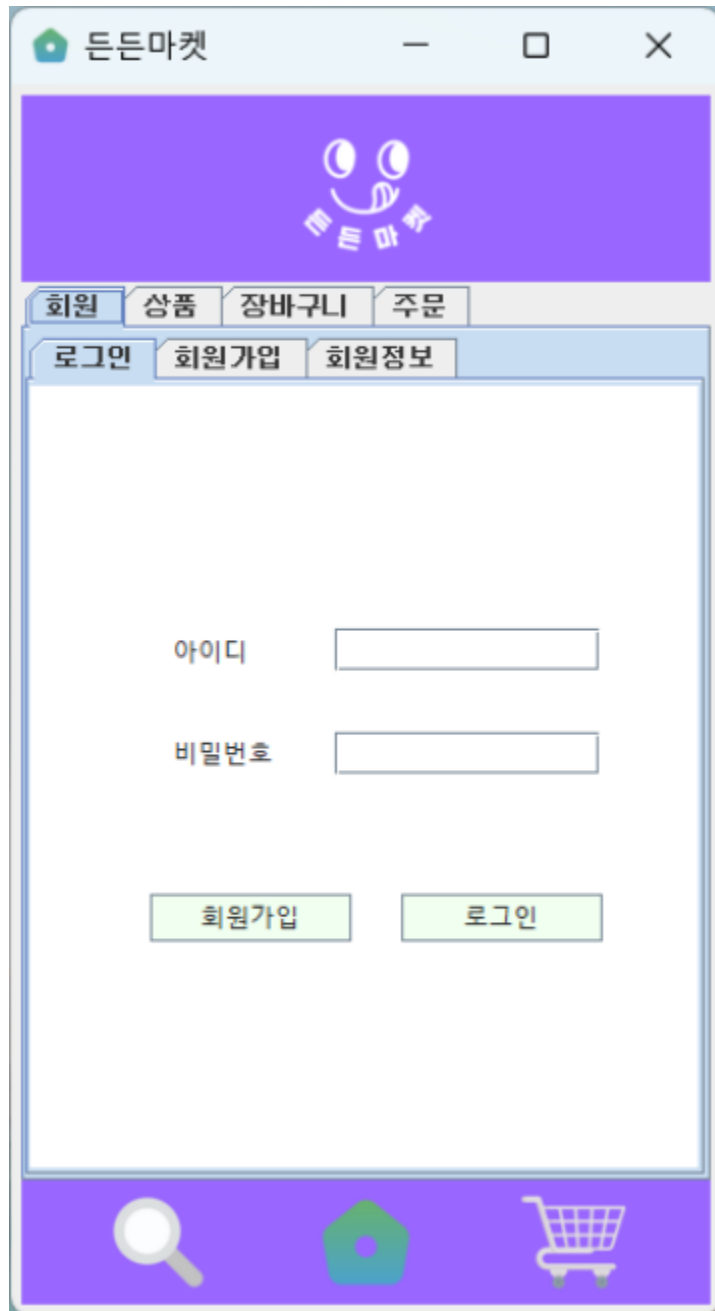 든든마켓
든든마켓
회원 상품 장바구니 주문
로그인 회원가입 회원정보
아이디
비밀번호
회원가입 로그인